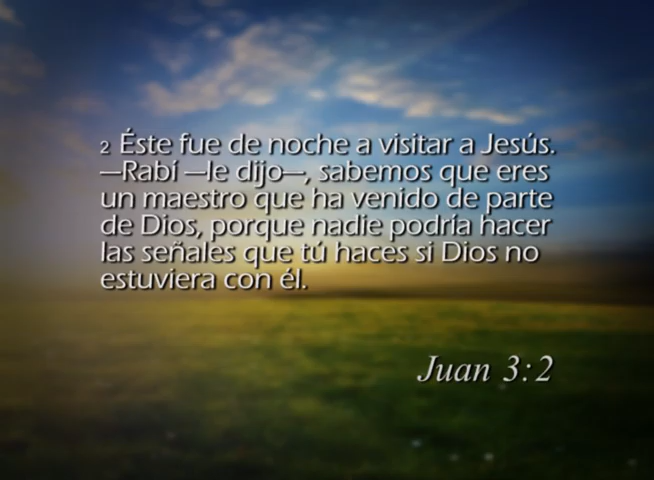 2 Éste fue de noche a visitar a Jesús.
—Rabí —le dijo—, sabemos que eres
un maestro que ha venido de parte
de Dios, porque nadie podría hacer
las señales que tú haces si Dios no
estuviera con él.
Juan 3:2